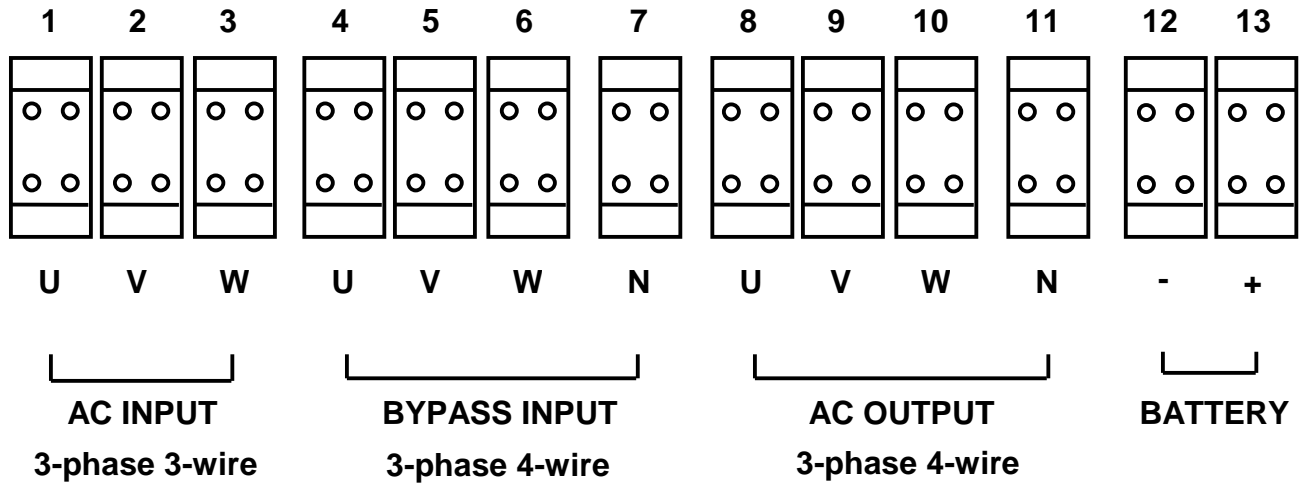 1 2 3 4 5 6 7 8 9 10 11 12 13
U V W U V W N U V W N - +
AC INPUT BYPASS INPUT AC OUTPUT BATTERY
3-phase 3-wire 3-phase 4-wire 3-phase 4-wire